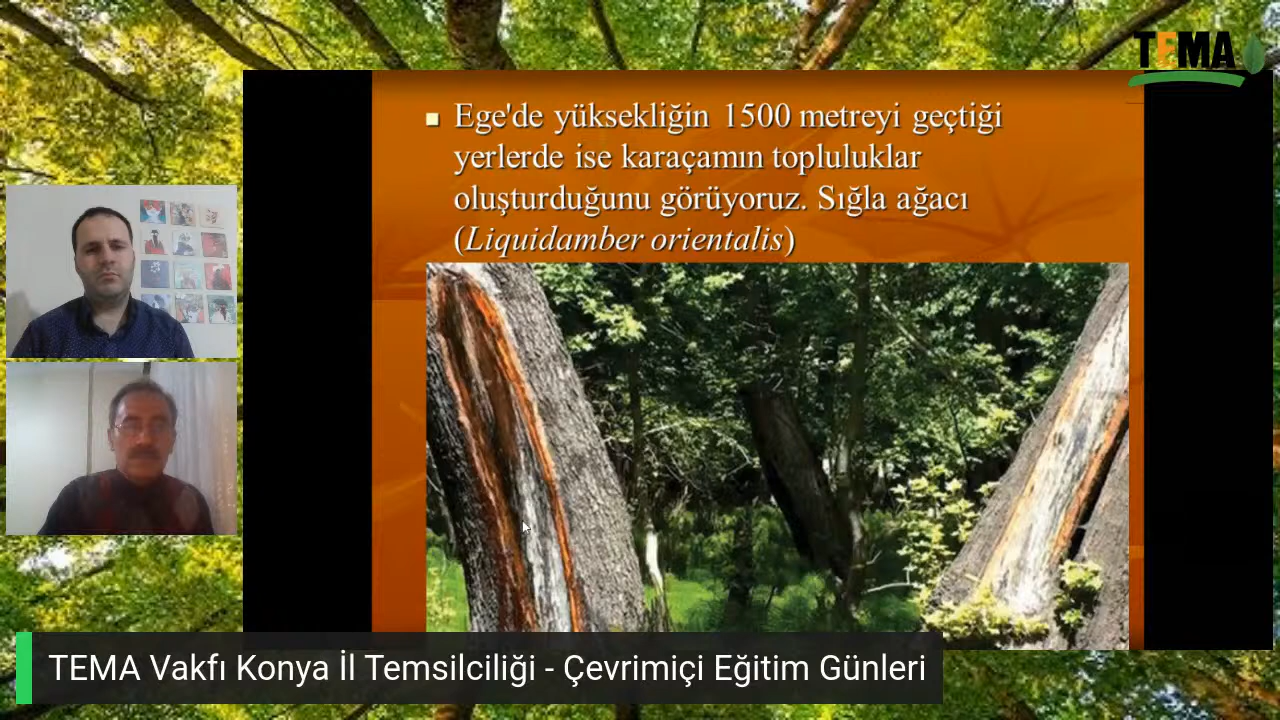 TEMA
Ege'de yüksekliğin 1500 metreyi geçtiği
yerlerde ise karaçamın topluluklar
oluşturduğunu görüyoruz. Sığla ağacı
(Liquidamber orientalis)
TEMA Vakfı Konya İl Temsilciliği - Çevrimiçi Eğitim Günleri